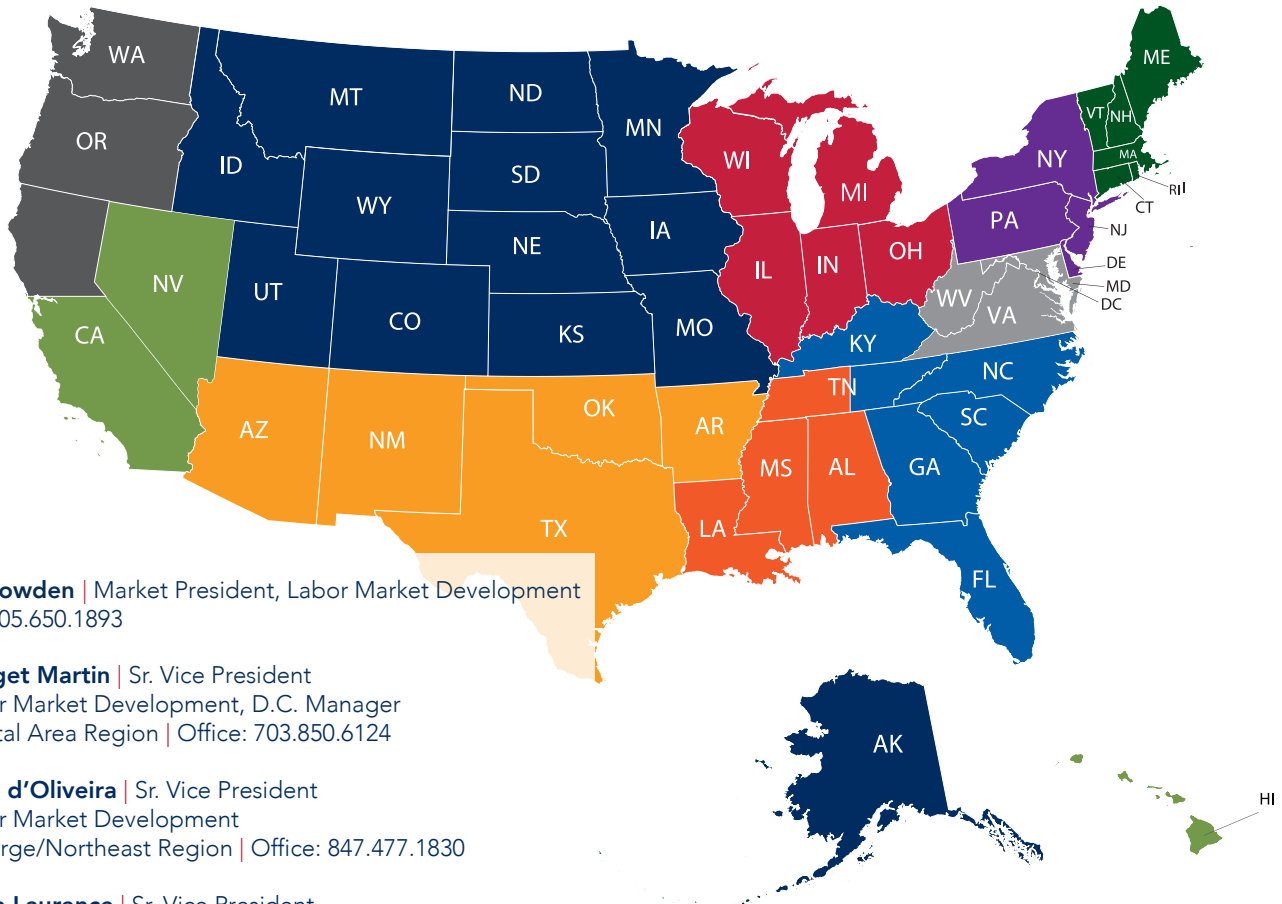 WA
ME
MT
ND
VT
NH
OR
MN
MA
ID
SD
WI
NY
RI
WY
MI
CT
IA
PA
NJ
NE
OH
NV
IL
IN
DE
UT
MD
WV
DC
CO
KS
MO
VA
CA
KY
NC
TN
OK
SC
AZ
NM
AR
MS
AL
GA
TX
LA
FL
owden | Market President, Labor Market Development
05.650.1893
get Martin | Sr. Vice President
r Market Development, D.C. Manager
tal Area Region | Office: 703.850.6124
d’Oliveira | Sr. Vice President
r Market Development
rge/Northeast Region | Office: 847.477.1830
Laurence | Sr. Vice President
AK
HI